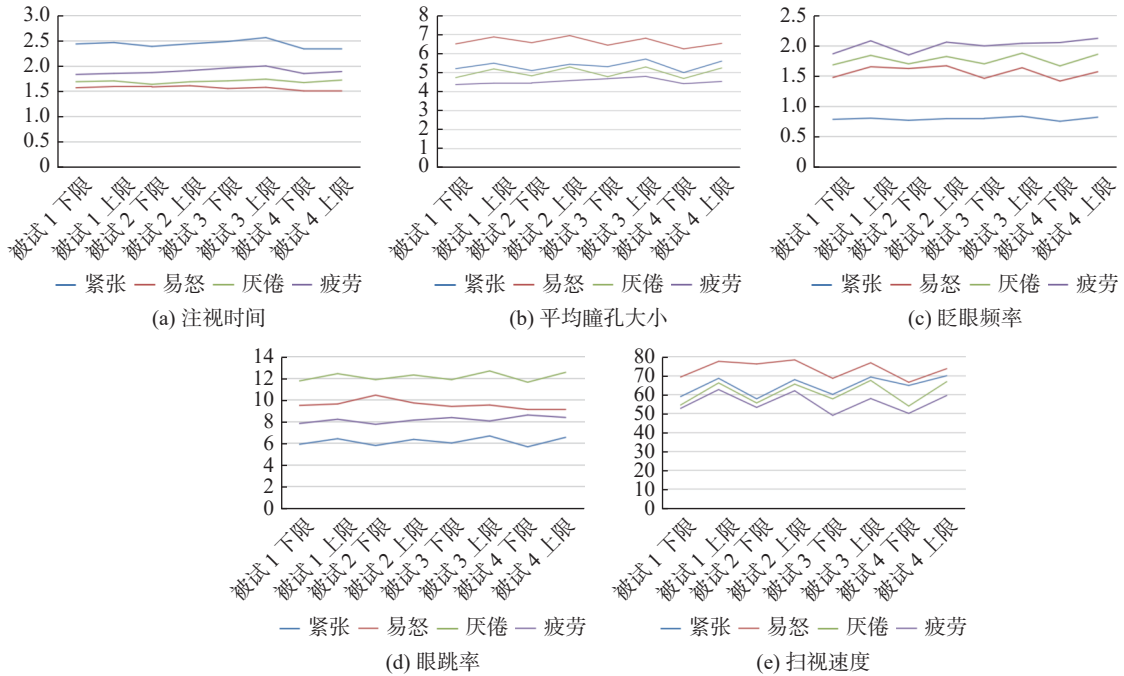 3.0
2.5
2.0
1.5
1.0
0.5
0
被试 1 下限
被试 1 上限
被试 2 下限
被试 2 上限
被试 3 下限
被试 3 上限
被试 4 下限
被试 4 上限
紧张 易怒 厌倦 疲劳
(a) 注视时间
8
7
6
5
4
3
2
1
0
被试 1 下限
被试 1 上限
被试 2 下限
被试 2 上限
被试 3 下限
被试 3 上限
被试 4 下限
被试 4 上限
紧张 易怒 厌倦 疲劳
(b) 平均瞳孔大小
2.5
2.0
1.5
1.0
0.5
0
被试 1 下限
被试 1 上限
被试 2 下限
被试 2 上限
被试 3 下限
被试 3 上限
被试 4 下限
被试 4 上限
紧张 易怒 厌倦 疲劳
(c) 眨眼频率
14
12
10
8
6
4
2
0
被试 1 下限
被试 1 上限
被试 2 下限
被试 2 上限
被试 3 下限
被试 3 上限
被试 4 下限
被试 4 上限
紧张 易怒 厌倦 疲劳
(d) 眼跳率
80
70
60
50
40
30
20
10
0
被试 1 下限
被试 1 上限
被试 2 下限
被试 2 上限
被试 3 下限
被试 3 上限
被试 4 下限
被试 4 上限
紧张 易怒 厌倦 疲劳
(e) 扫视速度